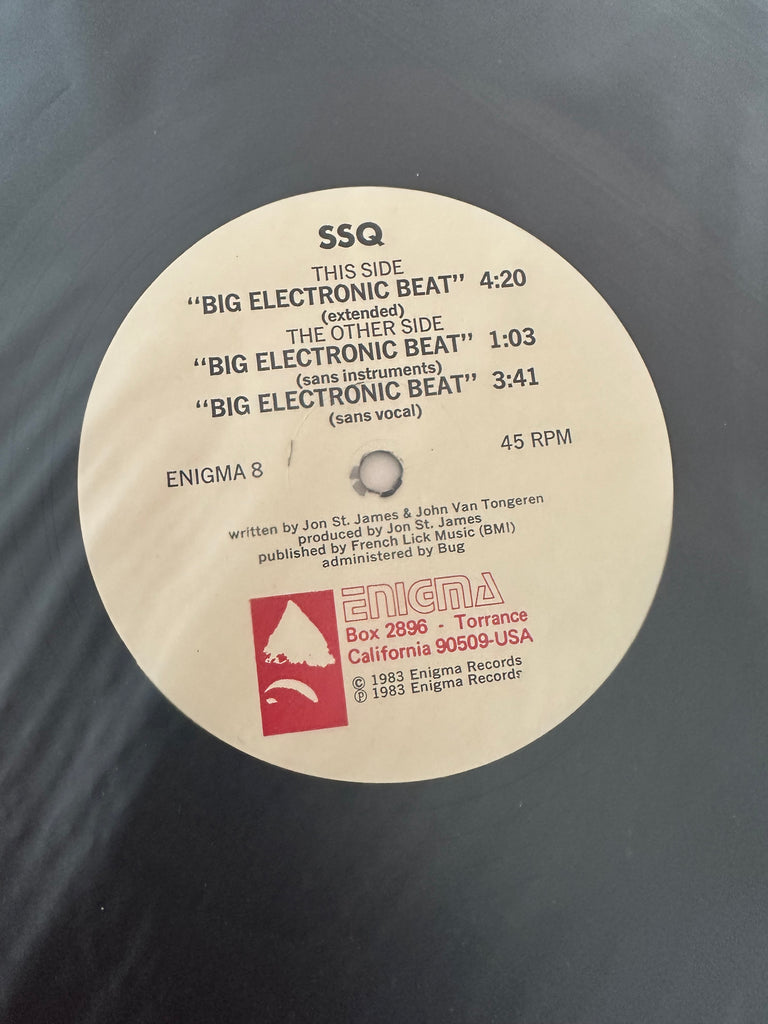 SSQ
THIS SIDE
"BIG ELECTRONIC BEAT" 4:20
(extended)
THE OTHER SIDE
"BIG ELECTRONIC BEAT" 1:03
(sans instruments)
"BIG ELECTRONIC BEAT" 3:41
(sans vocal)
ENIGMA 8
45 RPM
written by Jon St. James & John Van Tongeren
produced by Jon St. James
published by French Lick Music (BMI)
administered by Bug
ENIGMA
Box 2896 - Torrance
California 90509-USA
© 1983 Enigma Records
℗ 1983 Enigma Records